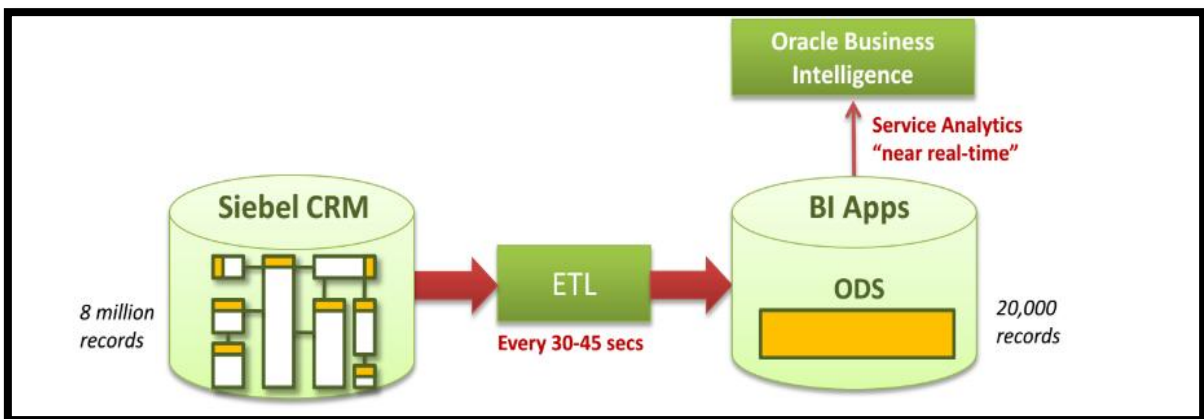 Oracle Business
Intelligence
Service Analytics
“near real-time”
Siebel CRM
8 million
records
ETL
Every 30-45 secs
BI Apps
ODS
20,000
records